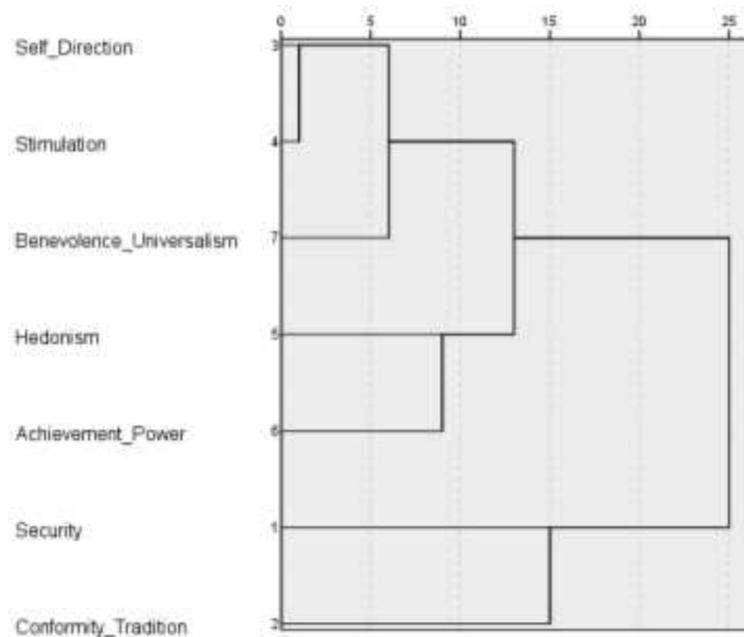 0 5 10 15 20 25
Self_Direction 3
Stimulation 4
Benevolence_Universalism 7
Hedonism 5
Achievement_Power 6
Security 1
Conformity_Tradition 2